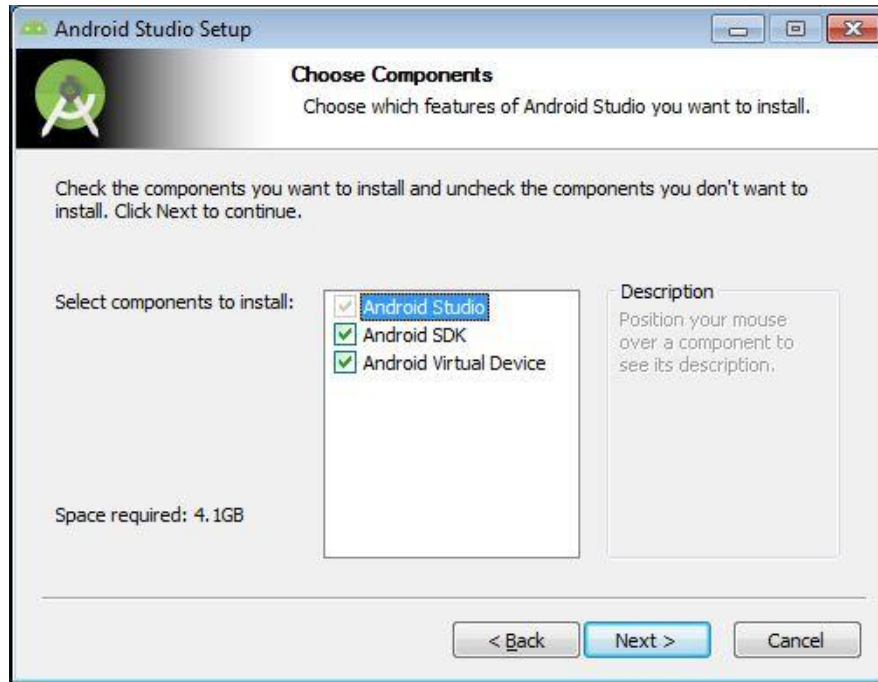 Android Studio Setup
Choose Components
Choose which features of Android Studio you want to install.
Check the components you want to install and uncheck the components you don't want to
install. Click Next to continue.
Select components to install:
Android Studio
Android SDK
Android Virtual Device
Description
Position your mouse
over a component to
see its description.
Space required: 4.1GB
< Back
Next >
Cancel